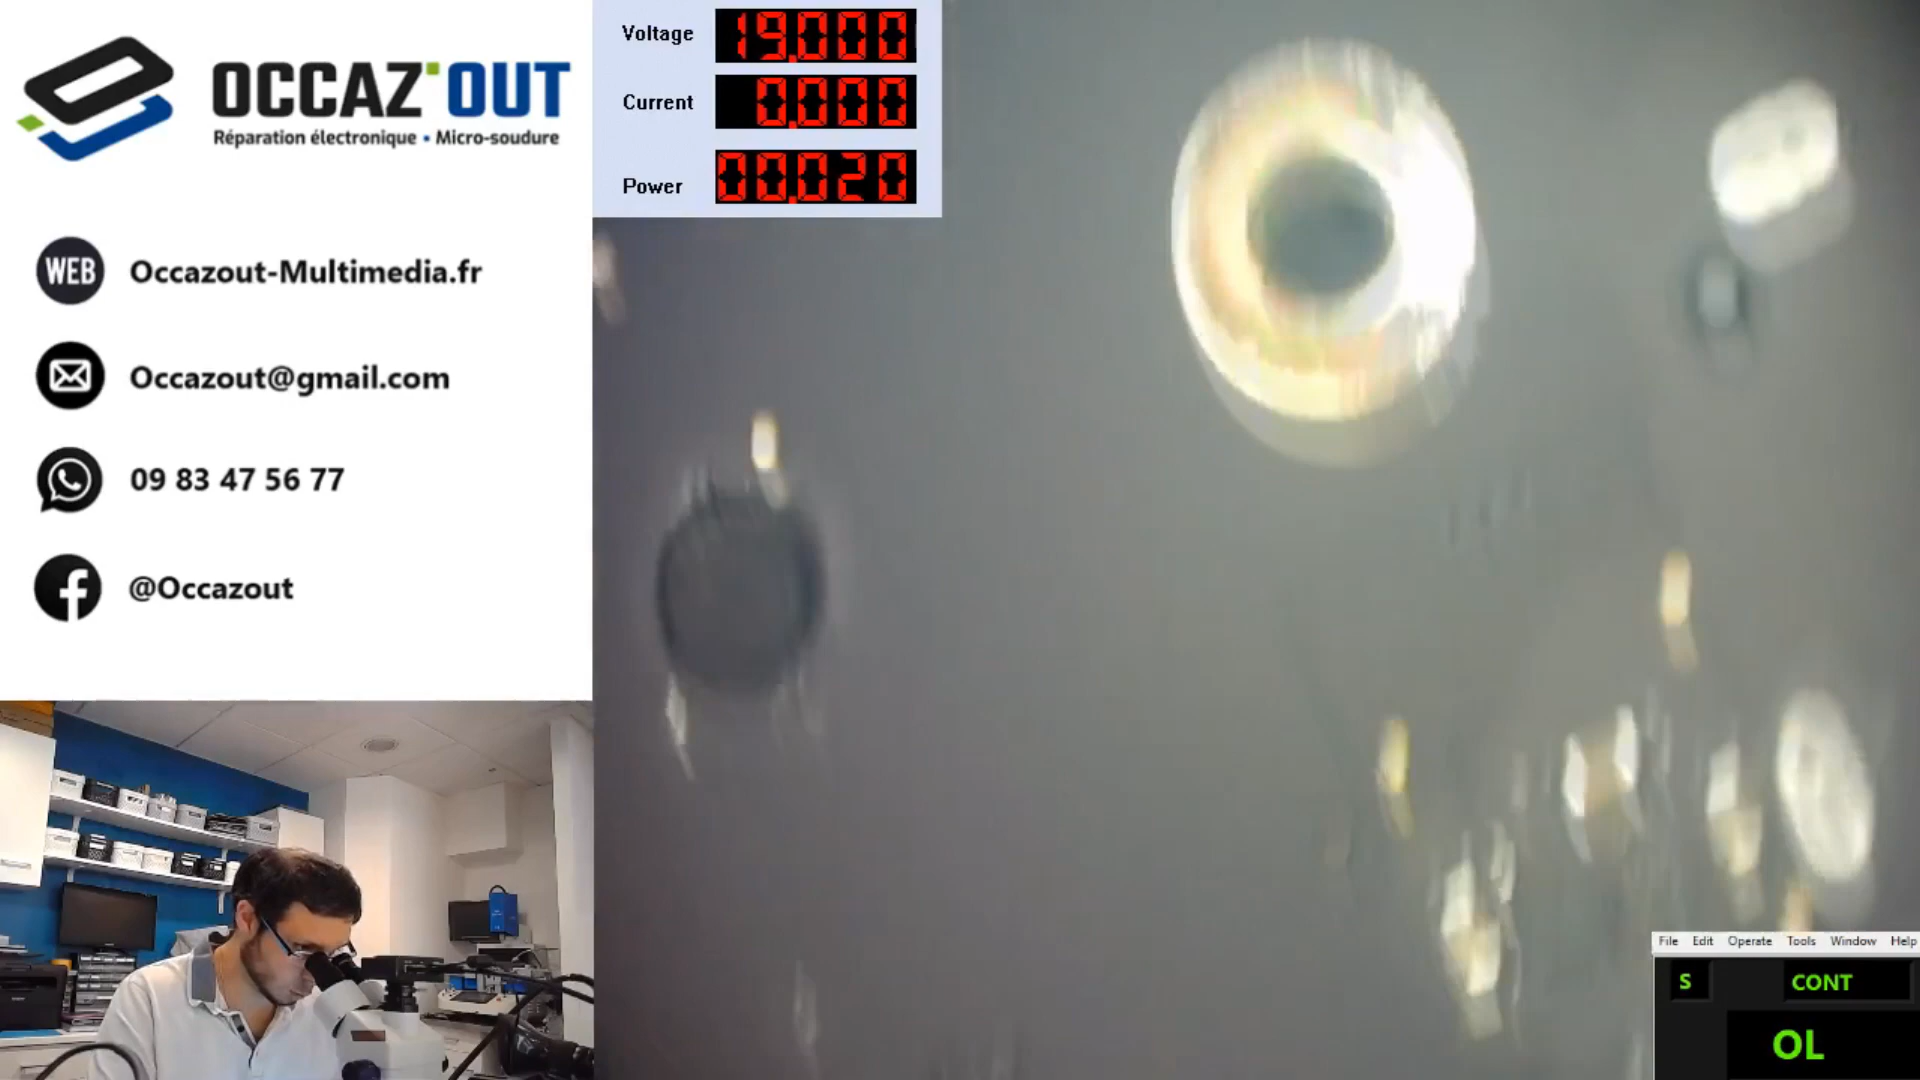 OCCAZ'OUT
Réparation électronique • Micro-soudure
WEB Occazout-Multimedia.fr
Occazout@gmail.com
09 83 47 56 77
@Occazout
Voltage 19.000
Current 0.000
Power 00.020
File Edit Operate Tools Window Help
S CONT
OL